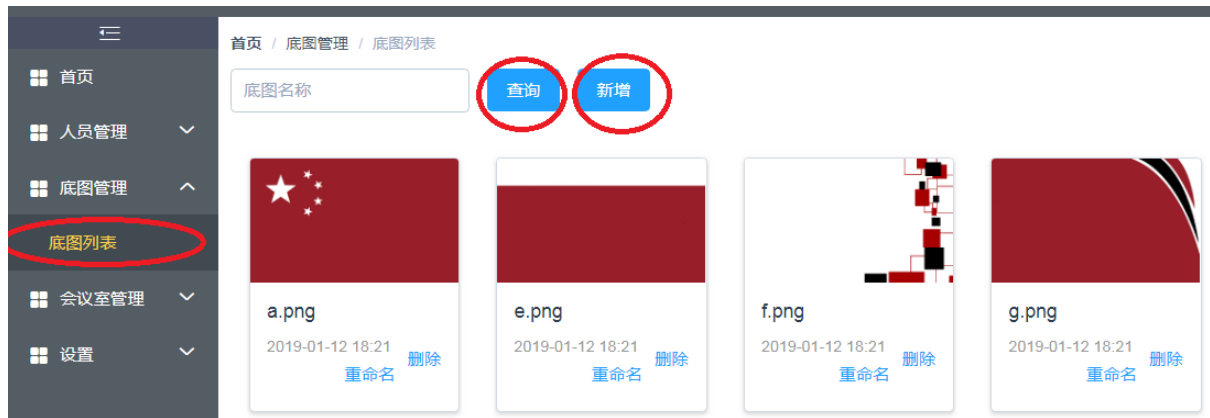 首页
人员管理
底图管理
底图列表
会议室管理
设置
首页 / 底图管理 / 底图列表
底图名称
查询
新增
a.png
2019-01-12 18:21
删除
重命名
e.png
2019-01-12 18:21
删除
重命名
f.png
2019-01-12 18:21
删除
重命名
g.png
2019-01-12 18:21
删除
重命名